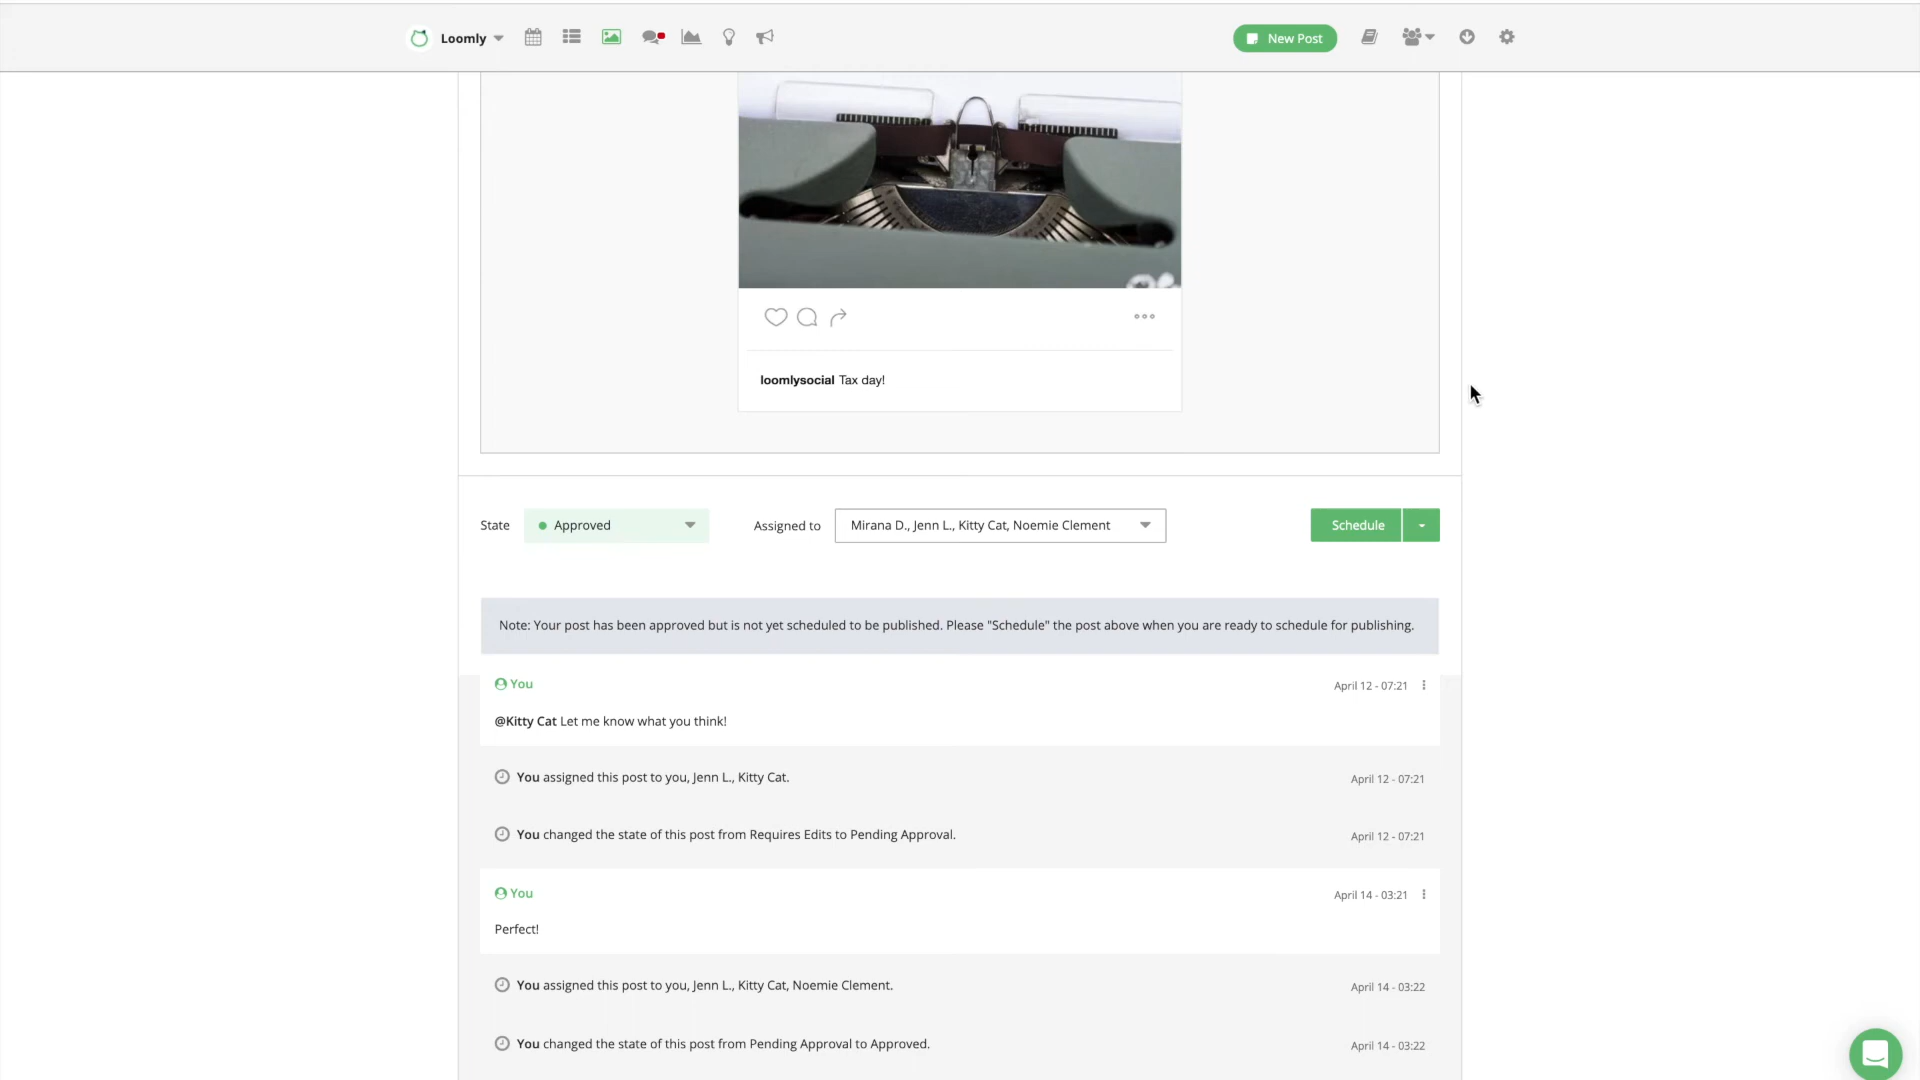 Loomly
New Post
loomlysocial Tax day!
State
Approved
Assigned to
Mirana D., Jenn L., Kitty Cat, Noemie Clement
Schedule
Note: Your post has been approved but is not yet scheduled to be published. Please "Schedule" the post above when you are ready to schedule for publishing.
You
April 12 - 07:21
@Kitty Cat Let me know what you think!
You assigned this post to you, Jenn L., Kitty Cat.
April 12 - 07:21
You changed the state of this post from Requires Edits to Pending Approval.
April 12 - 07:21
You
April 14 - 03:21
Perfect!
You assigned this post to you, Jenn L., Kitty Cat, Noemie Clement.
April 14 - 03:22
You changed the state of this post from Pending Approval to Approved.
April 14 - 03:22